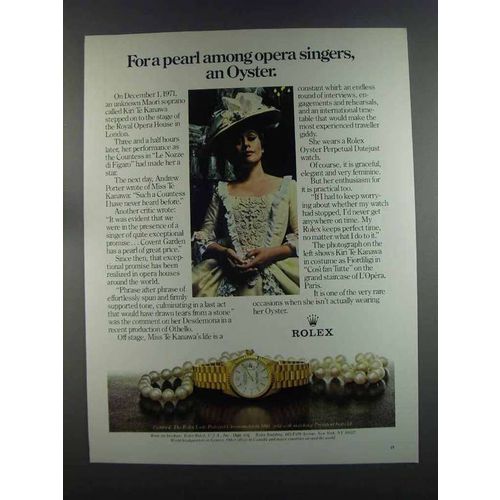 For a pearl among opera singers,
an Oyster.
On December 1, 1971,
an unknown Maori soprano
called Kiri Te Kanawa
stepped on to the stage of
the Royal Opera House in
London.
Three and a half hours
later, her performance as
the Countess in "Le Nozze
di Figaro" had made her a
star.
The next day, Andrew
Porter wrote of Miss Te
Kanawa: "Such a Countess
I have never heard before."
Another critic wrote:
"It was evident that we
were in the presence of a
singer of quite exceptional
promise... Covent Garden
has a pearl of great price."
Since then, that exceptional
promise has been
realized in opera houses
around the world.
"Phrase after phrase of
effortlessly spun and firmly
supported tone, culminating in a last act
that would have drawn tears from a stone"
was the comment on her Desdemona in a
recent production of Othello.
Off stage, Miss Te Kanawa's life is a
constant whirl: an endless
round of interviews, en-
gagements and rehearsals,
and an international time-
table that would make the
most experienced traveller
giddy.
She wears a Rolex
Oyster Perpetual Datejust
watch.
Of course, it is graceful,
elegant and very feminine.
But her enthusiasm for it
is practical too.
"If I had to keep worry-
ing about whether my watch
had stopped, I'd never get
anywhere on time. My
Rolex keeps perfect time,
no matter what I do to it."
The photograph on the
left shows Kiri Te Kanawa
in costume as Fiordiligi in
"Così fan Tutte" on the
grand staircase of L'Opéra,
Paris.
It is one of the very rare
occasions when she isn't actually wearing
her Oyster.
ROLEX